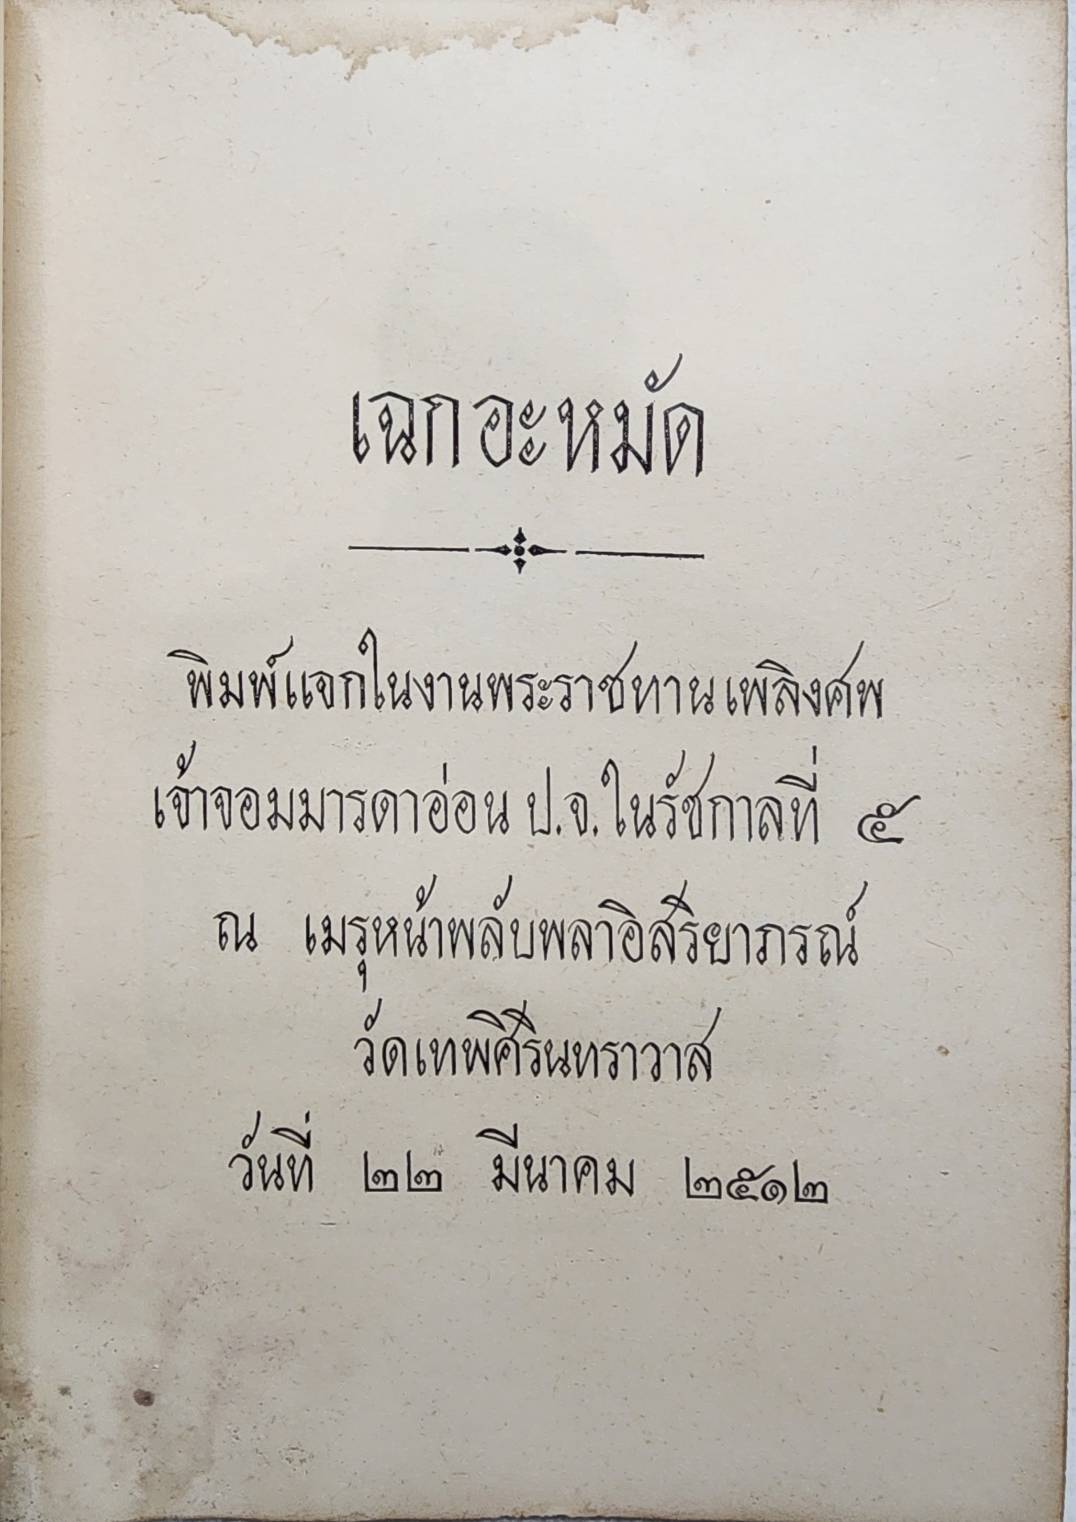 เฉกอะหมัด
พิมพ์แจกในงานพระราชทานเพลิงศพ
เจ้าจอมมารดาอ่อน ป.จ. ในรัชกาลที่ ๕
ณ เมรุหน้าพลับพลาอิสริยาภรณ์
วัดเทพศิรินทราวาส
วันที่ ๒๒ มีนาคม ๒๕๑๒